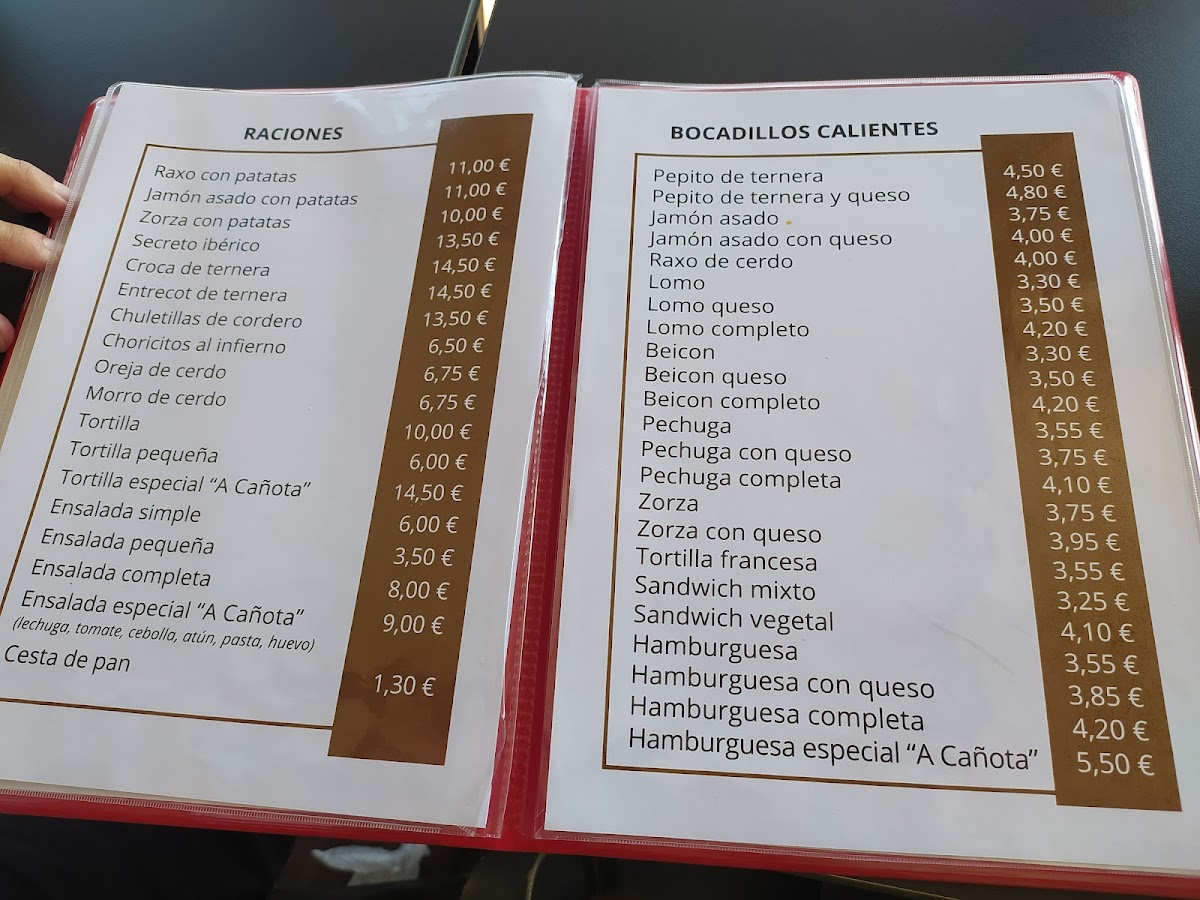 RACIONES
Raxo con patatas 11,00 €
Jamón asado con patatas 11,00 €
Zorza con patatas 10,00 €
Secreto ibérico 13,50 €
Croca de ternera 14,50 €
Entrecot de ternera 14,50 €
Chuletillas de cordero 13,50 €
Choricitos al infierno 6,50 €
Oreja de cerdo 6,75 €
Morro de cerdo 6,75 €
Tortilla 10,00 €
Tortilla pequeña 6,00 €
Tortilla especial “A Cañota” 14,50 €
Ensalada simple 6,00 €
Ensalada pequeña 3,50 €
Ensalada completa 8,00 €
Ensalada especial “A Cañota” 9,00 €
(lechuga, tomate, cebolla, atún, pasta, huevo)
Cesta de pan 1,30 €
BOCADILLOS CALIENTES
Pepito de ternera 4,50 €
Pepito de ternera y queso 4,80 €
Jamón asado 3,75 €
Jamón asado con queso 4,00 €
Raxo de cerdo 4,00 €
Lomo 3,30 €
Lomo queso 3,50 €
Lomo completo 4,20 €
Beicon 3,30 €
Beicon queso 3,50 €
Beicon completo 4,20 €
Pechuga 3,55 €
Pechuga con queso 3,75 €
Pechuga completa 4,10 €
Zorza 3,75 €
Zorza con queso 3,95 €
Tortilla francesa 3,55 €
Sandwich mixto 3,25 €
Sandwich vegetal 4,10 €
Hamburguesa 3,55 €
Hamburguesa con queso 3,85 €
Hamburguesa completa 4,20 €
Hamburguesa especial “A Cañota” 5,50 €